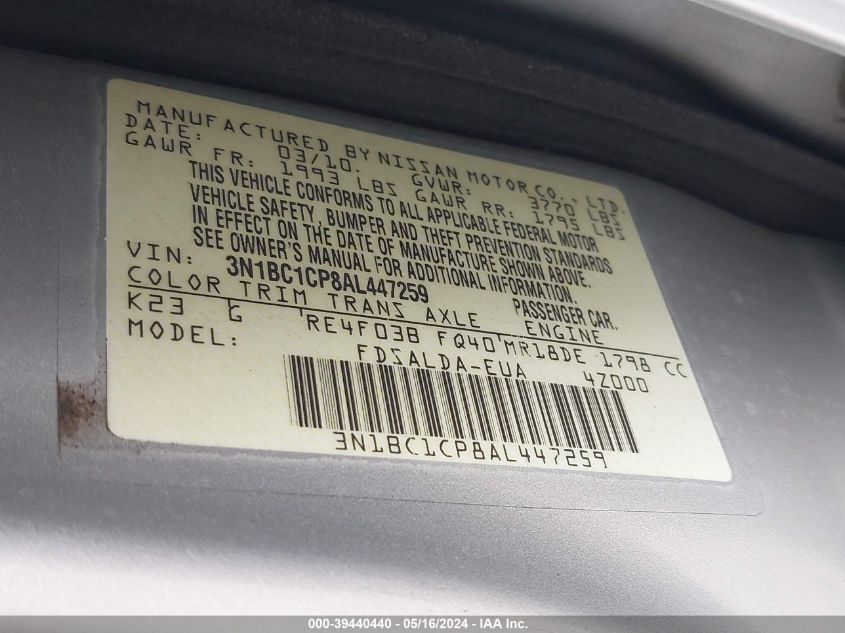 MANUFACTURED BY NISSAN MOTOR CO., LTD.
DATE: 03/10. GVWR: 3770 LBS
GAWR FR: 1993 LBS GAWR RR: 1795 LBS
THIS VEHICLE CONFORMS TO ALL APPLICABLE FEDERAL MOTOR
VEHICLE SAFETY, BUMPER AND THEFT PREVENTION STANDARDS
IN EFFECT ON THE DATE OF MANUFACTURE SHOWN ABOVE.
SEE OWNER'S MANUAL FOR ADDITIONAL INFORMATION.
VIN: 3N1BC1CP8AL447259 PASSENGER CAR.
COLOR TRIM TRANS AXLE ENGINE
K23 G RE4F03B FQ40 MR18DE 1798 CC
MODEL: FDSALDA-EUA 4Z000
3N1BC1CP8AL447259
000-39440440 - 05/16/2024 - IAA Inc.